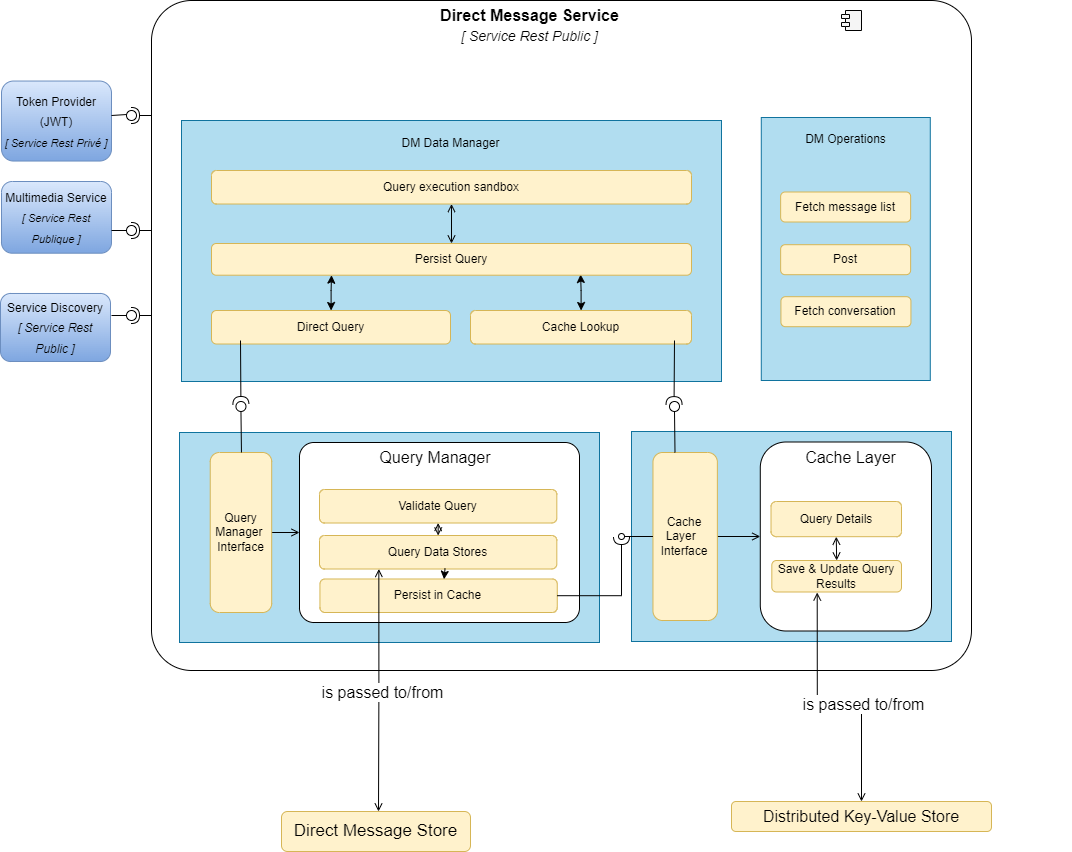 Direct Message Service
[ Service Rest Public ]
Token Provider
(JWT)
[ Service Rest Privé ]
Multimedia Service
[ Service Rest
Publique ]
Service Discovery
[ Service Rest
Public ]
DM Data Manager
Query execution sandbox
Persist Query
Direct Query
Cache Lookup
DM Operations
Fetch message list
Post
Fetch conversation
Query
Manager
Interface
Query Manager
Validate Query
Query Data Stores
Persist in Cache
Cache
Layer
Interface
Cache Layer
Query Details
Save & Update Query
Results
is passed to/from
is passed to/from
Direct Message Store
Distributed Key-Value Store